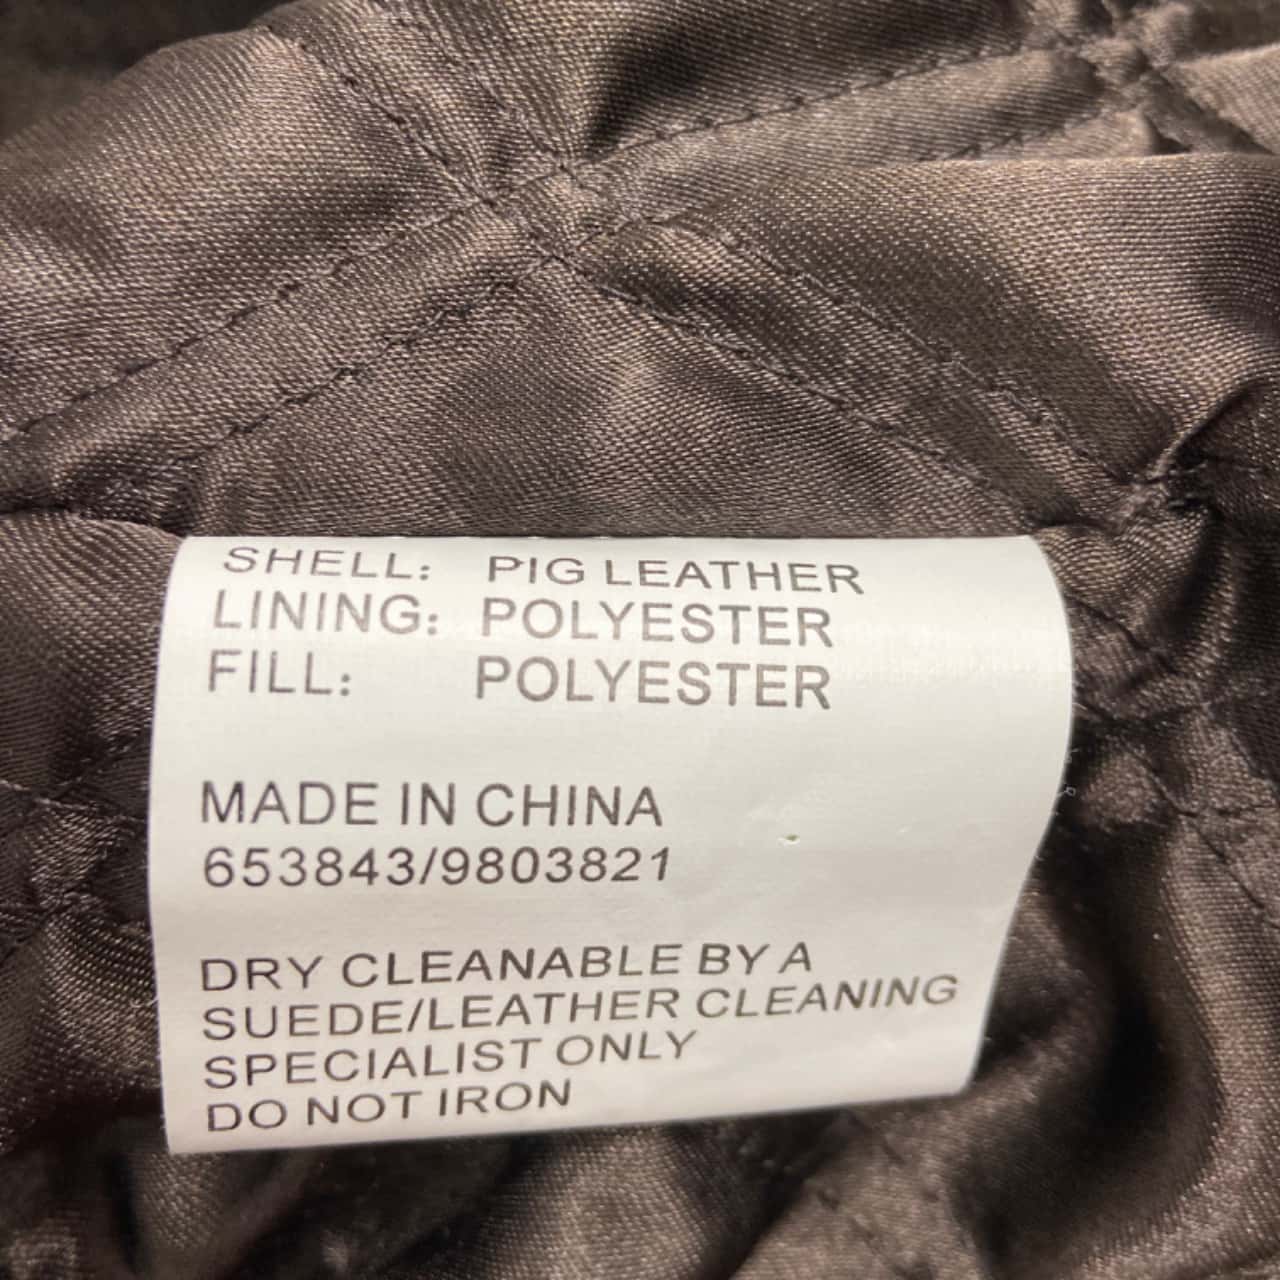 SHELL: PIG LEATHER
LINING: POLYESTER
FILL: POLYESTER
MADE IN CHINA
653843/9803821
DRY CLEANABLE BY A
SUEDE/LEATHER CLEANING
SPECIALIST ONLY
DO NOT IRON